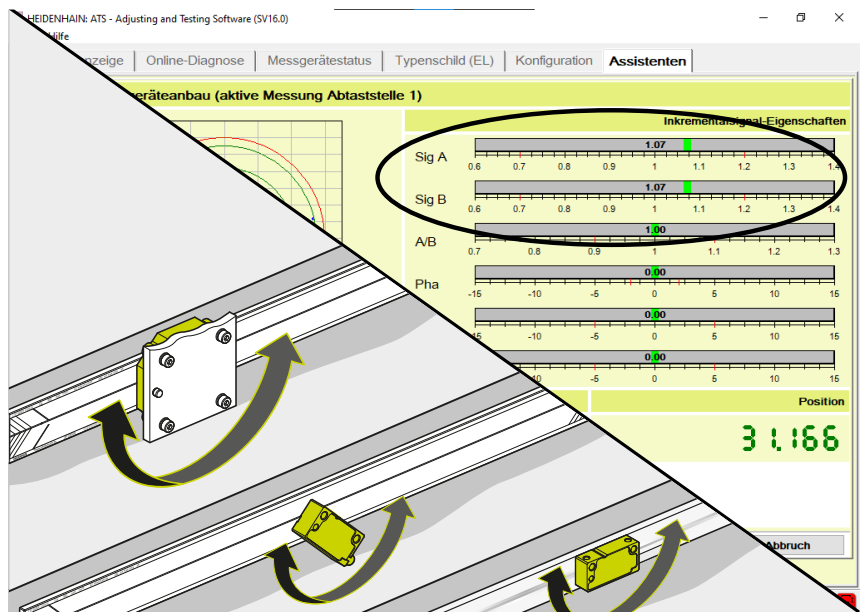 HEIDENHAIN: ATS - Adjusting and Testing Software (SV16.0)
Online-Diagnose Messgerätestatus Typenschild (EL) Konfiguration Assistenten
(aktive Messung Abtaststelle 1)
Inkrementalsignal-Eigenschaften
1.07
Sig A
0.6 0.7 0.8 0.9 1 1.1 1.2 1.3 1.4
1.07
Sig B
0.6 0.7 0.8 0.9 1 1.1 1.2 1.3 1.4
1.00
A/B
0.7 0.8 0.9 1 1.1 1.2 1.3
0.00
Pha
-15 -10 -5 0 5 10 15
0.00
-10 -5 0 5 10 15
0.00
-5 0 5 10 15
Position
31.166
Abbruch